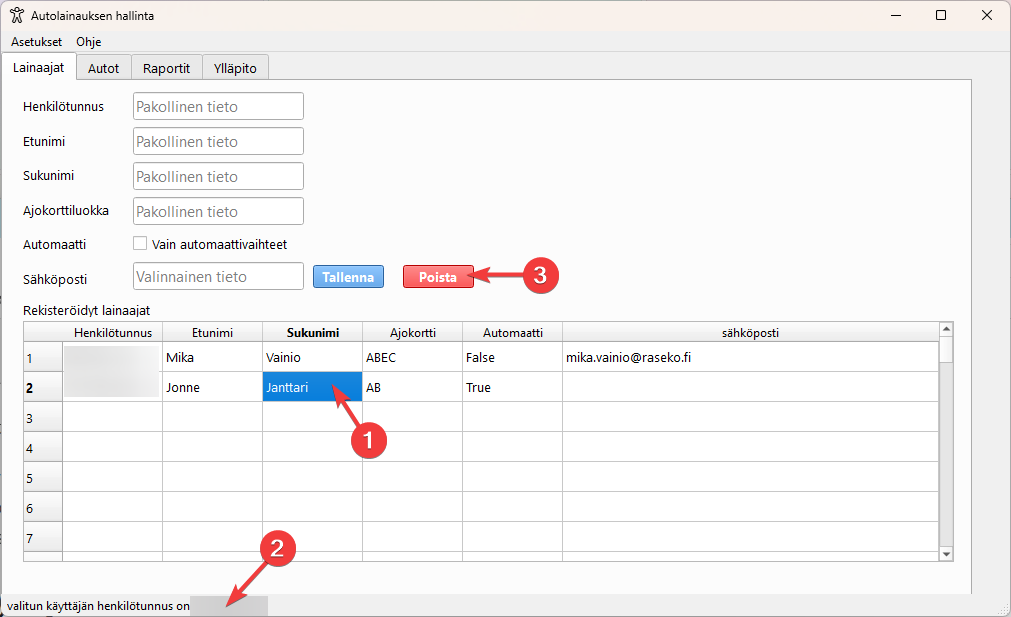 Autolainauksen hallinta
Asetukset Ohje
Lainaajat Autot Raportit Ylläpito
Henkilötunnus Pakollinen tieto
Etunimi Pakollinen tieto
Sukunimi Pakollinen tieto
Ajokorttiluokka Pakollinen tieto
Automaatti Vain automaattivaihteet
Sähköposti Valinnainen tieto Tallenna Poista 3
Rekisteröidyt lainaajat
Henkilötunnus Etunimi Sukunimi Ajokortti Automaatti sähköposti
1 Mika Vainio ABEC False mika.vainio@raseko.fi
2 Jonne Janttari AB True
3
1
4
5
6
7
2
valitun käyttäjän henkilötunnus on